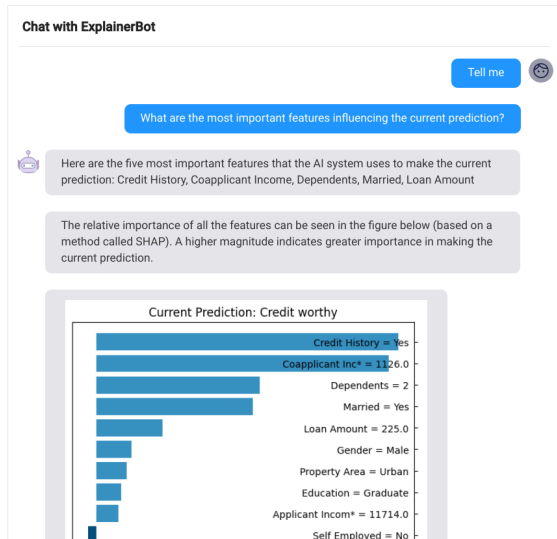 Chat with ExplainerBot
Tell me
What are the most important features influencing the current prediction?
Here are the five most important features that the AI system uses to make the current
prediction: Credit History, Coapplicant Income, Dependents, Married, Loan Amount
The relative importance of all the features can be seen in the figure below (based on a
method called SHAP). A higher magnitude indicates greater importance in making the
current prediction.
Current Prediction: Credit worthy
Credit History = Yes
Coapplicant Inc* = 1126.0
Dependents = 2
Married = Yes
Loan Amount = 225.0
Gender = Male
Property Area = Urban
Education = Graduate
Applicant Incom* = 11714.0
Self Employed = No